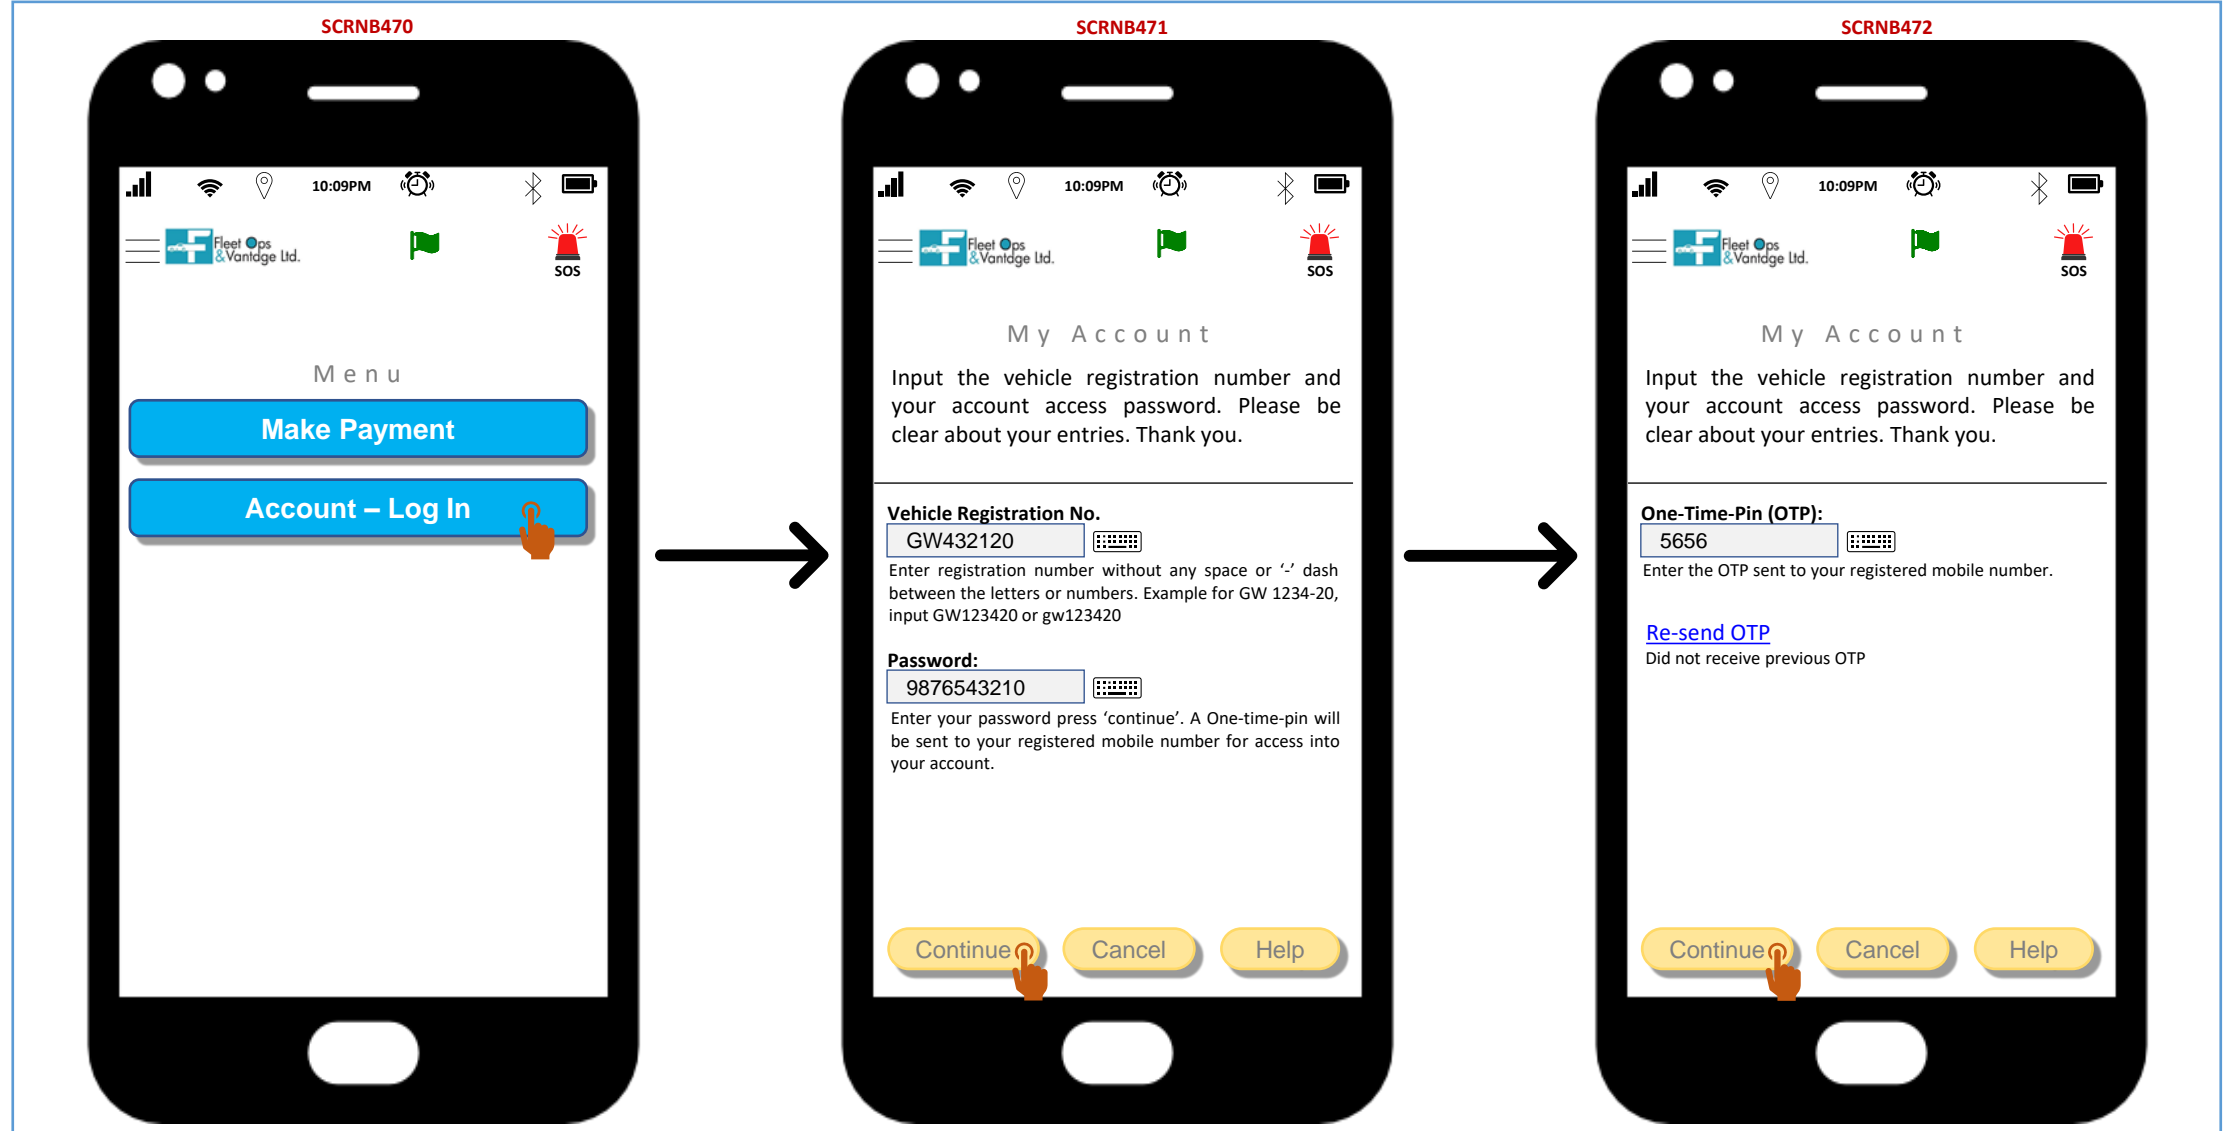 SCRNB470
10:09PM
Fleet Ops
&Vantage Ltd.
SOS
Menu
Make Payment
Account – Log In
SCRNB471
10:09PM
Fleet Ops
&Vantage Ltd.
SOS
My Account
Input the vehicle registration number and
your account access password. Please be
clear about your entries. Thank you.
Vehicle Registration No.
GW432120
Enter registration number without any space or ‘-’ dash
between the letters or numbers. Example for GW 1234-20,
input GW123420 or gw123420
Password:
9876543210
Enter your password press ‘continue’. A One-time-pin will
be sent to your registered mobile number for access into
your account.
Continue
Cancel
Help
SCRNB472
10:09PM
Fleet Ops
&Vantage Ltd.
SOS
My Account
Input the vehicle registration number and
your account access password. Please be
clear about your entries. Thank you.
One-Time-Pin (OTP):
5656
Enter the OTP sent to your registered mobile number.
Re-send OTP
Did not receive previous OTP
Continue
Cancel
Help